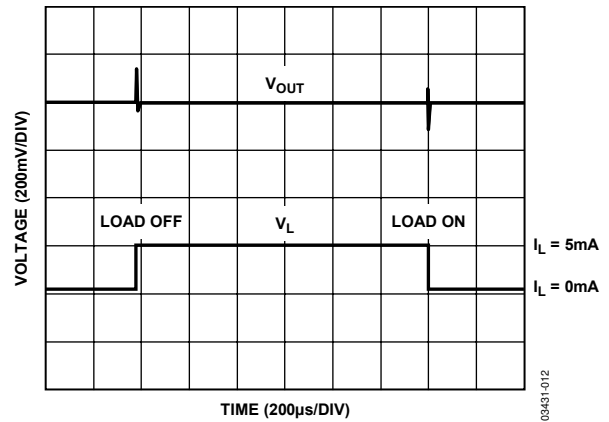 VOLTAGE (200mV/DIV)
VOUT
LOAD OFF
VL
LOAD ON
IL = 5mA
IL = 0mA
TIME (200µs/DIV)
03431-012